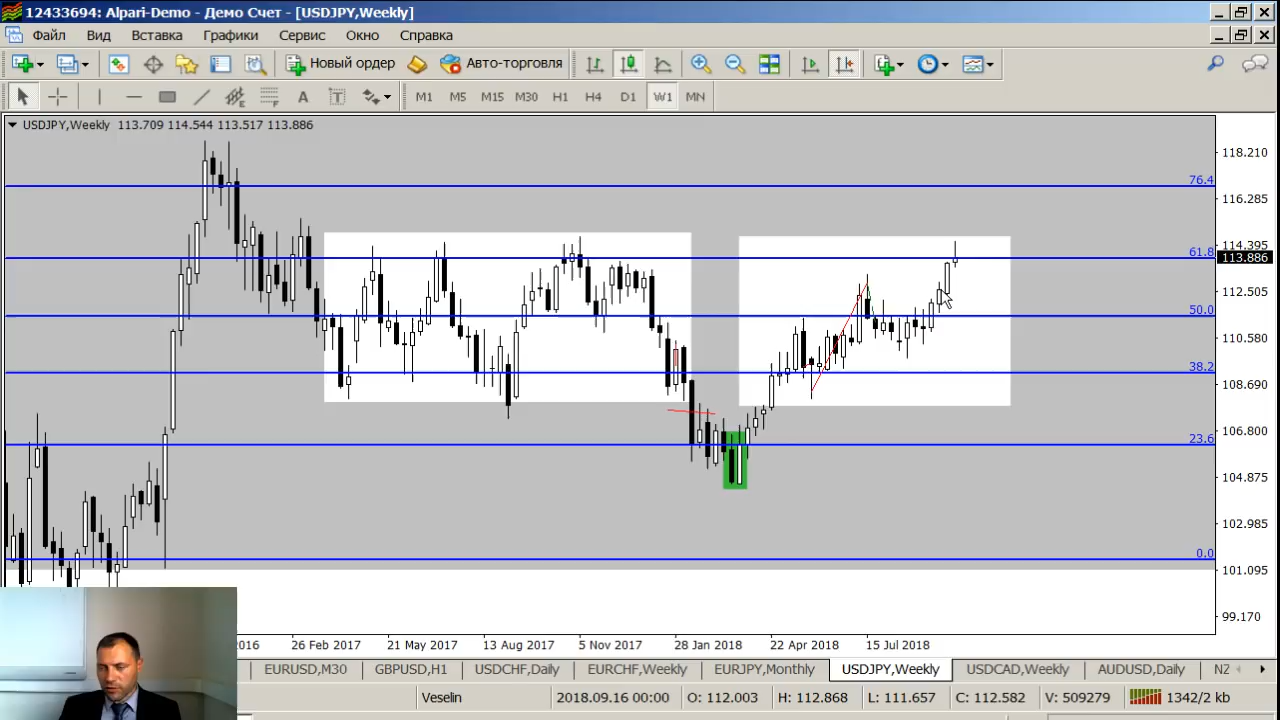 12433694: Alpari-Demo - Демо Счет - [USDJPY,Weekly]
Файл Вид Вставка Графики Сервис Окно Справка
Новый ордер Авто-торговля
A T M1 M5 M15 M30 H1 H4 D1 W1 MN
USDJPY,Weekly 113.709 114.544 113.517 113.886
118.210
76.4
116.285
114.395
61.8
113.886
112.505
50.0
110.580
38.2
108.690
106.800
23.6
104.875
102.985
0.0
101.095
99.170
2016 26 Feb 2017 21 May 2017 13 Aug 2017 5 Nov 2017 28 Jan 2018 22 Apr 2018 15 Jul 2018
EURUSD,M30 GBPUSD,H1 USDCHF,Daily EURCHF,Weekly EURJPY,Monthly USDJPY,Weekly USDCAD,Weekly AUDUSD,Daily NZ
Veselin 2018.09.16 00:00 O: 112.003 H: 112.868 L: 111.657 C: 112.582 V: 509279 1342/2 kb